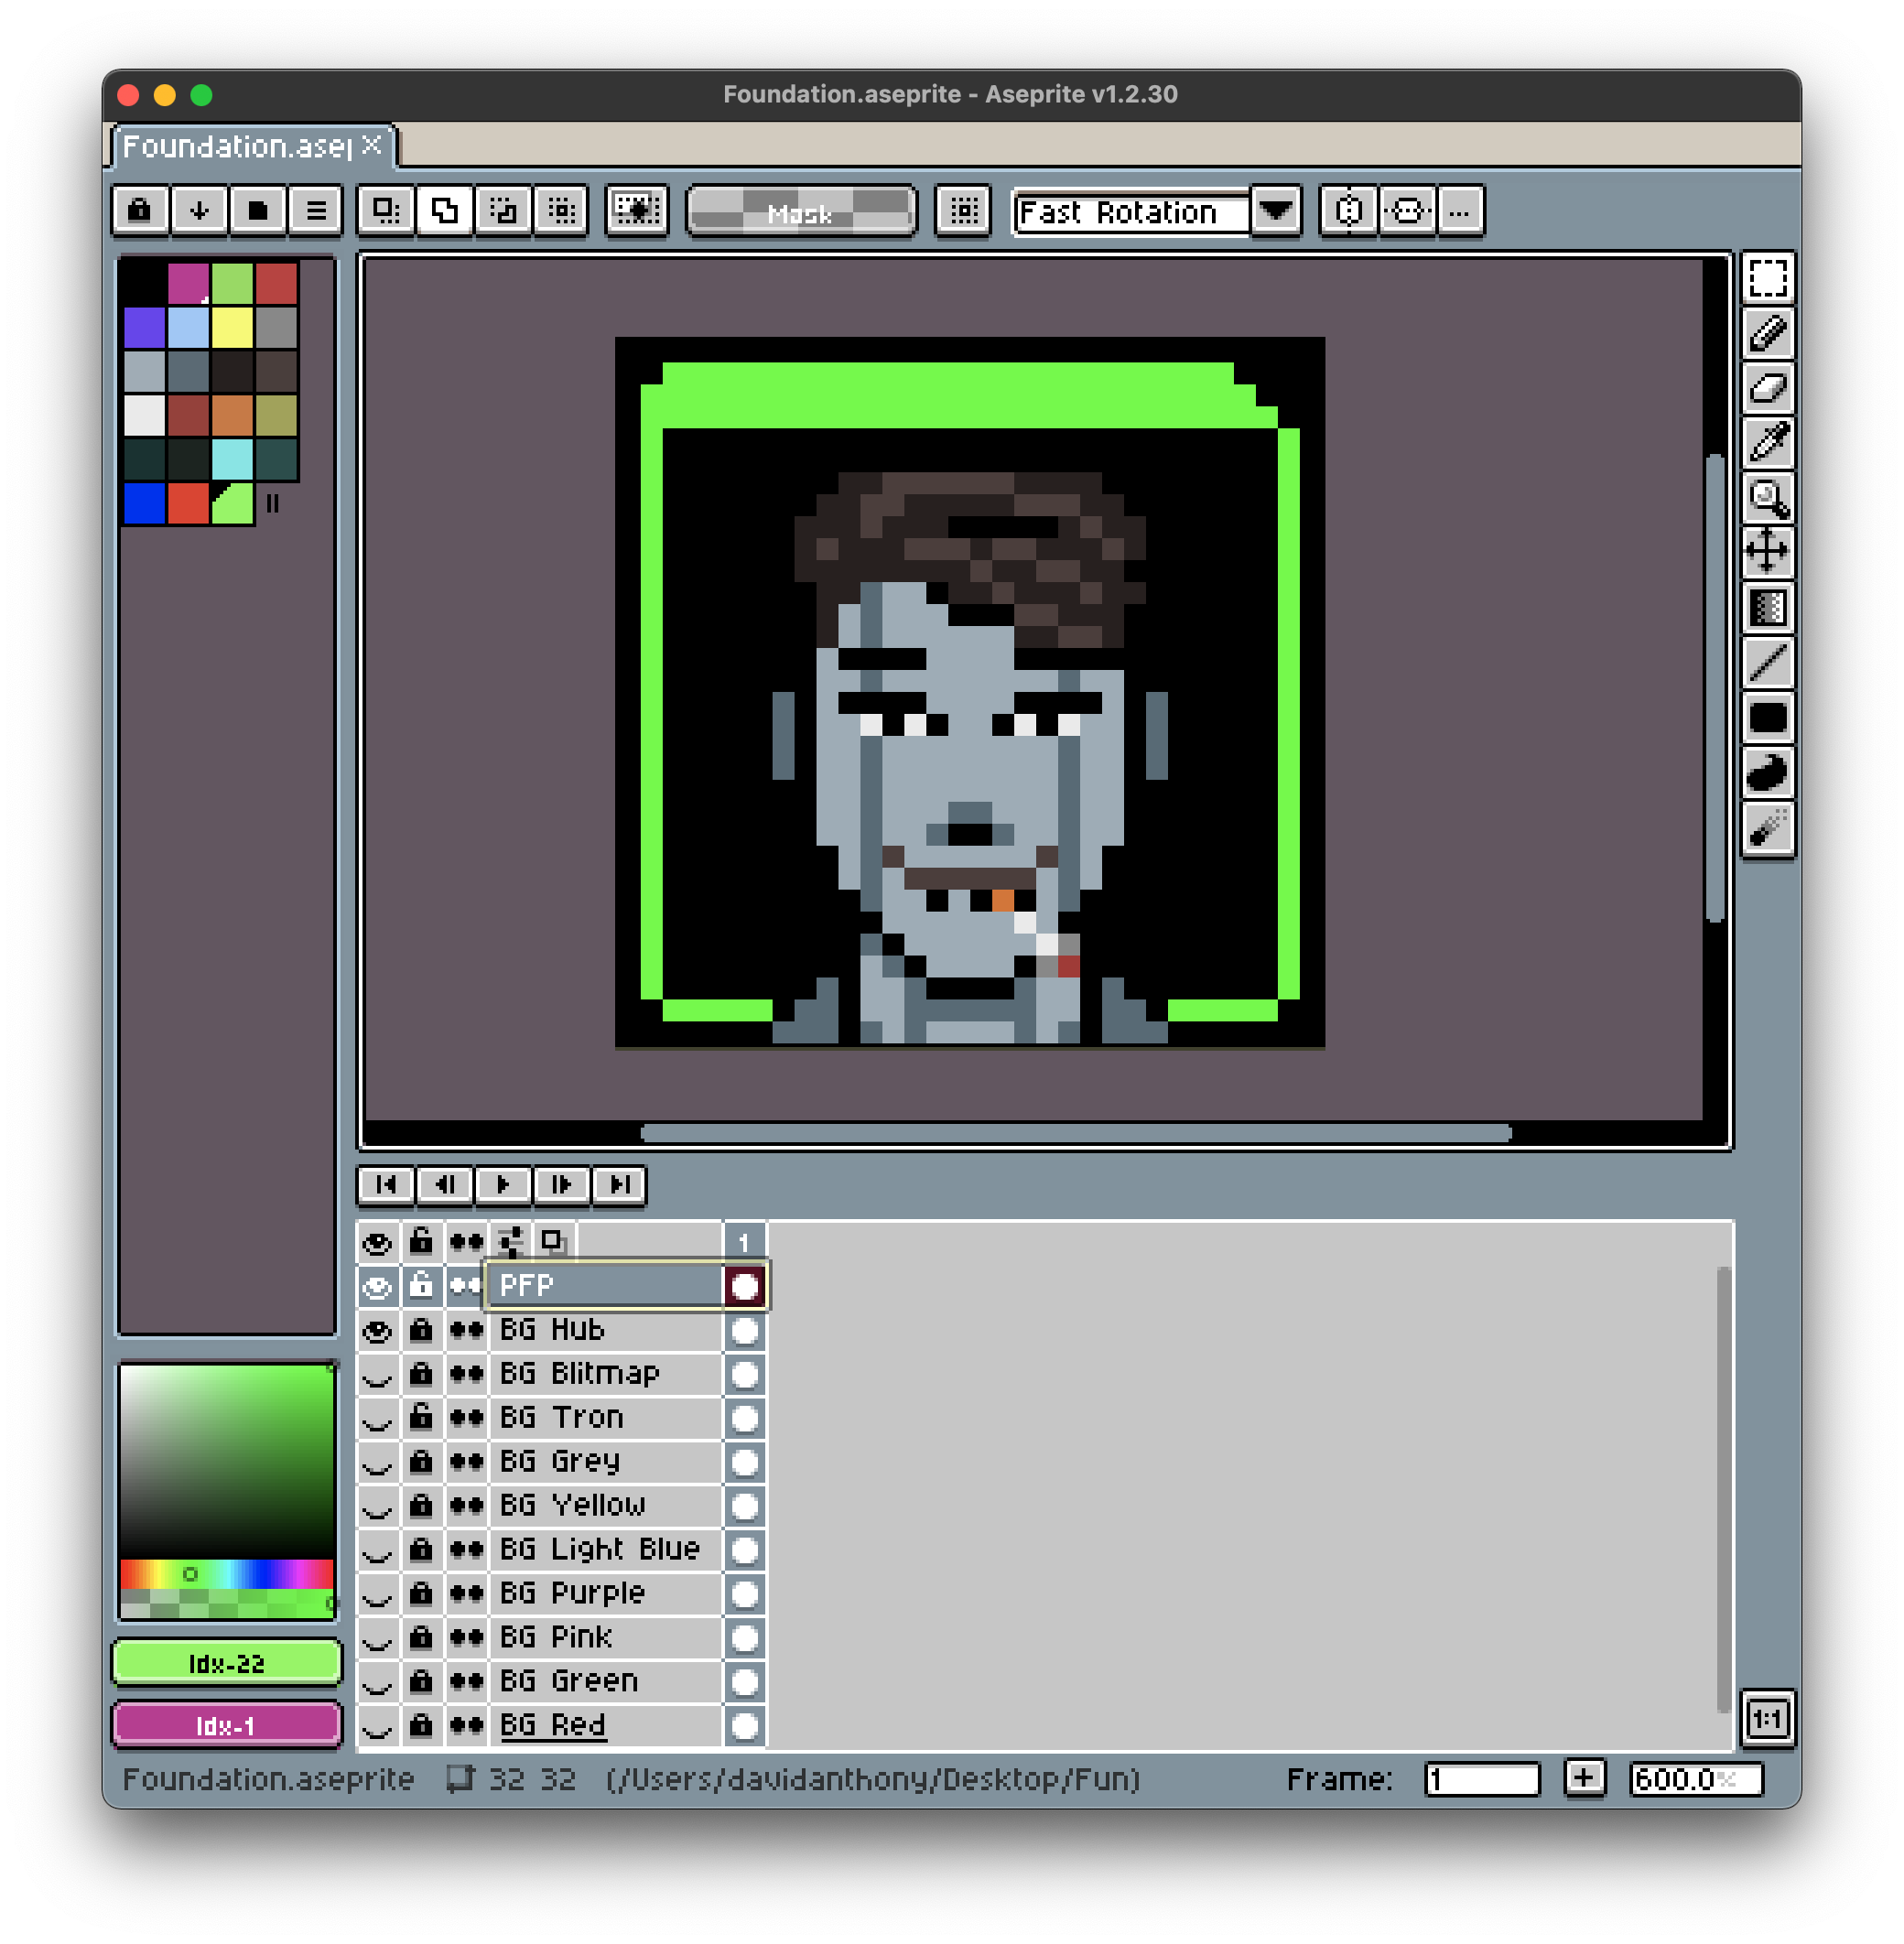 Foundation.aseprite - Aseprite v1.2.30
Foundation.asep
Mask
Fast Rotation
...
1
PFP
BG Hub
BG Blitmap
BG Tron
BG Grey
BG Yellow
BG Light Blue
BG Purple
BG Pink
BG Green
BG Red
Idx-22
Idx-1
1:1
Foundation.aseprite 32 32 (/Users/davidanthony/Desktop/Fun) Frame: 1 + 600.0%